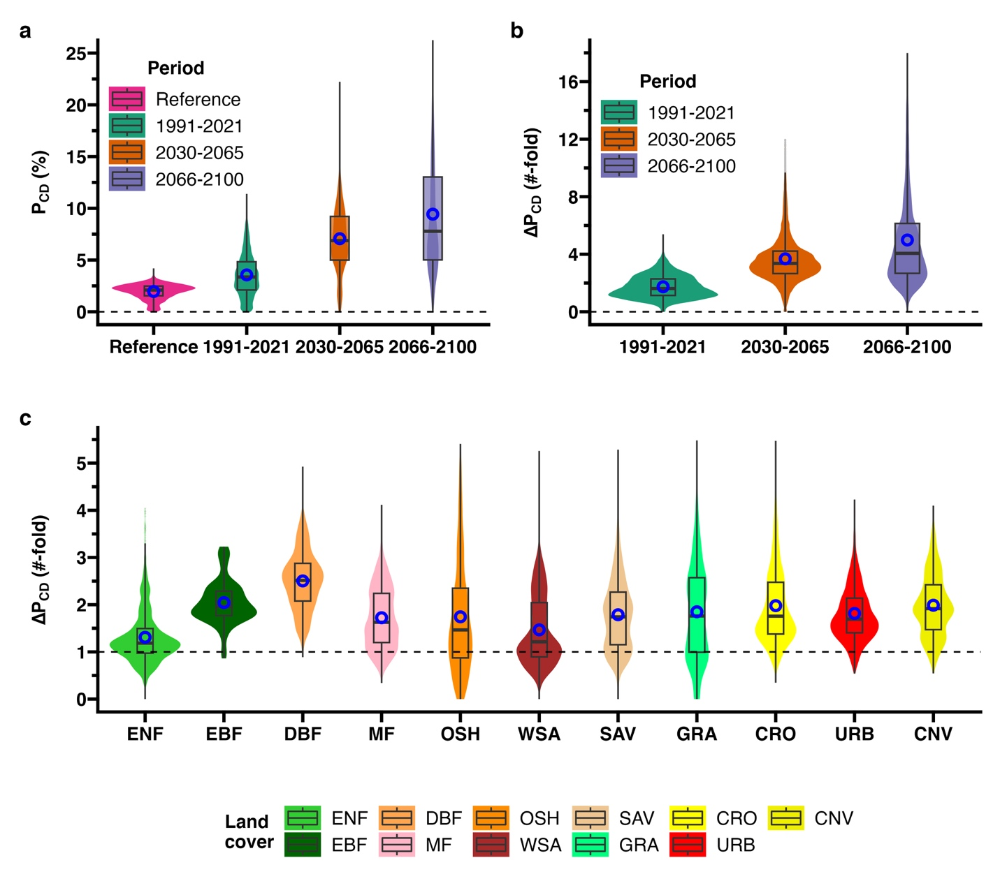 a
25
20
15
10
5
0
P_CD (%)
Period
Reference
1991-2021
2030-2065
2066-2100
Reference 1991-2021 2030-2065 2066-2100
b
16
12
8
4
0
ΔP_CD (#-fold)
Period
1991-2021
2030-2065
2066-2100
1991-2021 2030-2065 2066-2100
c
5
4
3
2
1
0
ΔP_CD (#-fold)
ENF EBF DBF MF OSH WSA SAV GRA CRO URB CNV
Land cover
ENF DBF OSH SAV CRO CNV
EBF MF WSA GRA URB